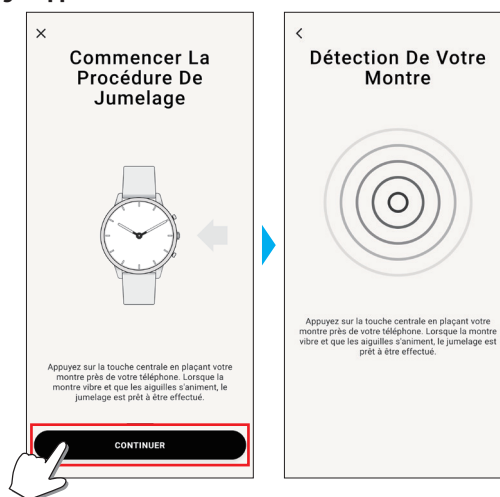 Commencer La
Procédure De
Jumelage
Appuyez sur la touche centrale en plaçant votre
montre près de votre téléphone. Lorsque la
montre vibre et que les aiguilles s'animent, le
jumelage est prêt à être effectué.
CONTINUER
Détection De Votre
Montre
Appuyez sur la touche centrale en plaçant votre
montre près de votre téléphone. Lorsque la montre
vibre et que les aiguilles s'animent, le jumelage est
prêt à être effectué.